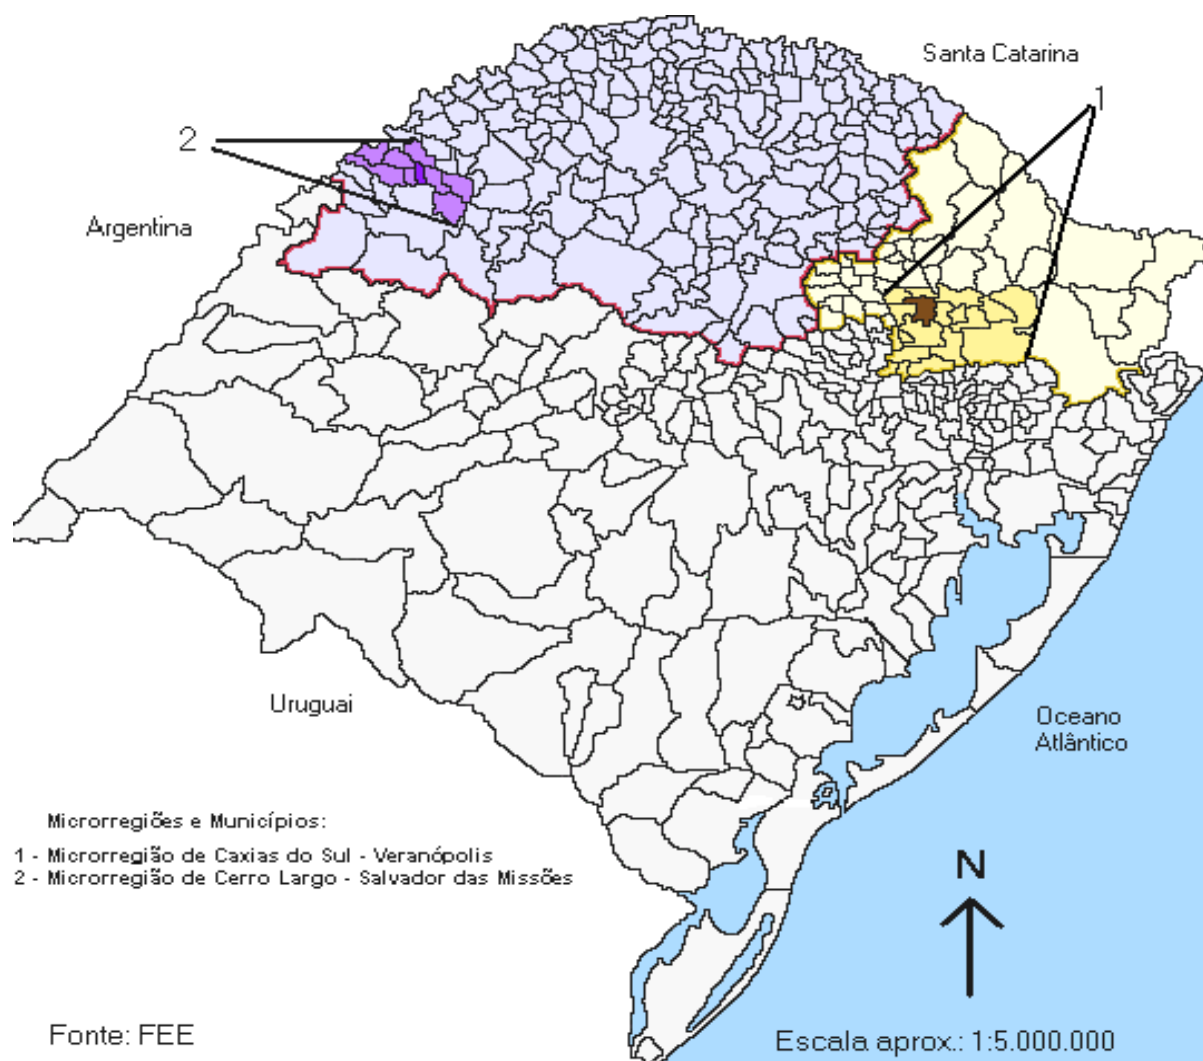 Santa Catarina
1
2
Argentina
Uruguai
Oceano
Atlântico
Microrregiões e Municípios:
1 - Microrregião de Caxias do Sul - Veranópolis
2 - Microrregião de Cerro Largo - Salvador das Missões
N
Fonte: FEE
Escala aprox.: 1:5.000.000